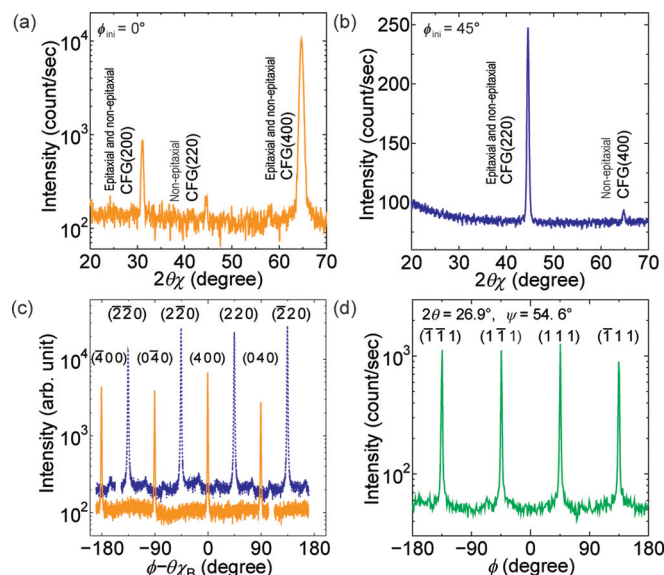 (a)
ϕini = 0°
10⁴
10³
10²
Intensity (count/sec)
Epitaxial and non-epitaxial
CFG(200)
Non-epitaxial
CFG(220)
Epitaxial and non-epitaxial
CFG(400)
20 30 40 50 60 70
2θχ (degree)
(b)
ϕini = 45°
250
200
150
100
Intensity (count/sec)
Epitaxial and non-epitaxial
CFG(220)
Non-epitaxial
CFG(400)
20 30 40 50 60 70
2θχ (degree)
(c)
(2̅2̅0) (22̅0) (220) (2̅20)
(4̅00) (04̅0) (400) (040)
10⁴
10³
10²
Intensity (arb. unit)
-180 -90 0 90 180
ϕ−θχB (degree)
(d)
2θ = 26.9°, ψ = 54.6°
(1̅1̅1) (11̅1) (111) (1̅11)
10³
10²
Intensity (count/sec)
−180 −90 0 90 180
ϕ (degree)